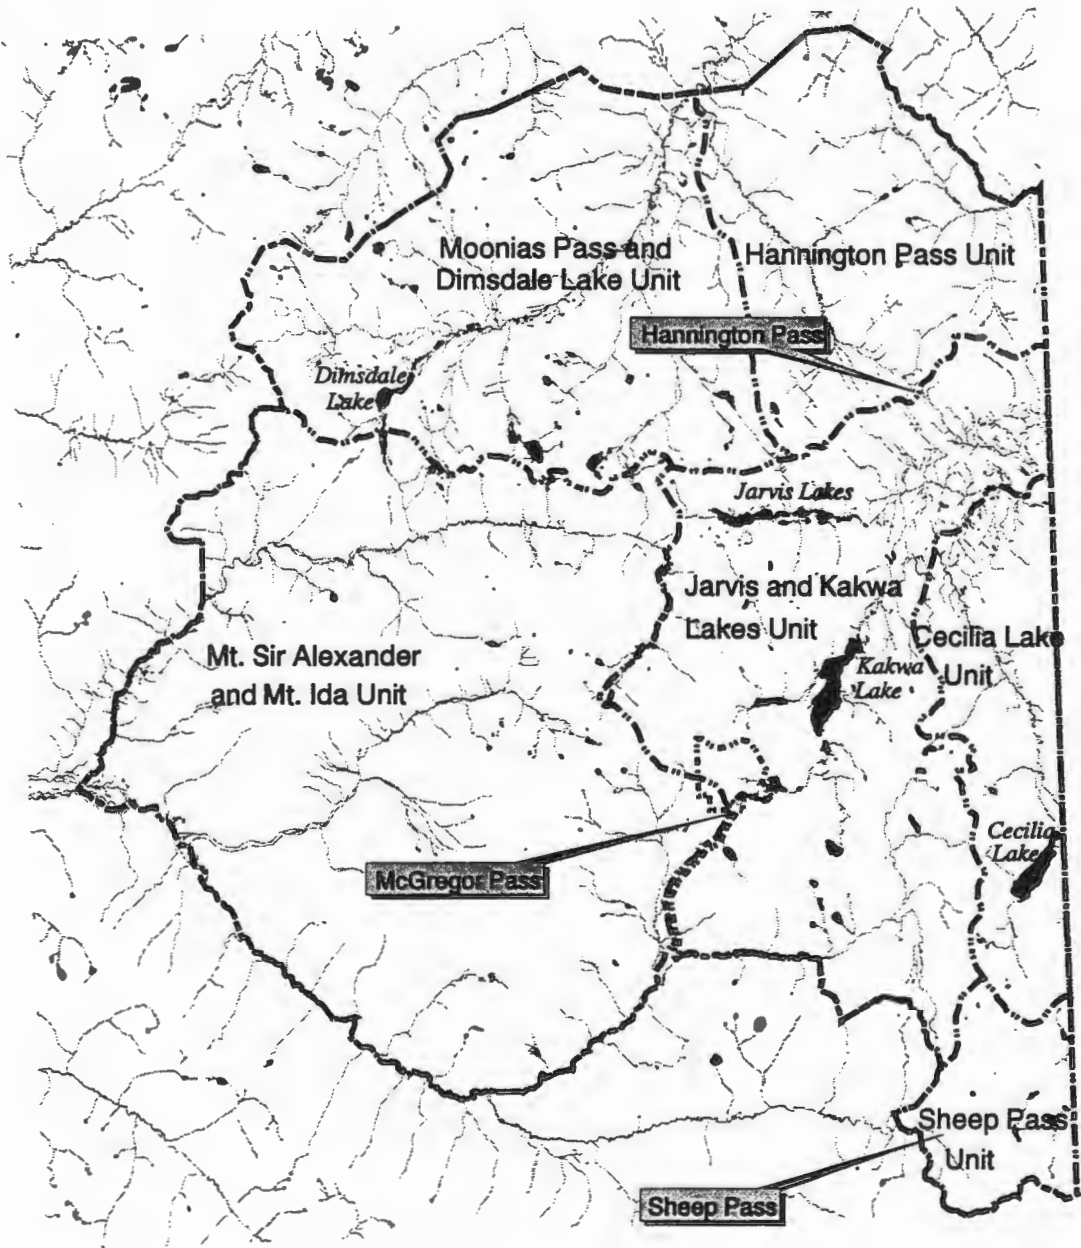 Moonias Pass and
Dimsdale Lake Unit
Hannington Pass Unit
Hannington Pass
Dimsdale
Lake
Jarvis Lakes
Jarvis and Kakwa
Lakes Unit
Cecilia Lake
Unit
Mt. Sir Alexander
and Mt. Ida Unit
Kakwa
Lake
Cecilia
Lake
McGregor Pass
Sheep Pass
Unit
Sheep Pass